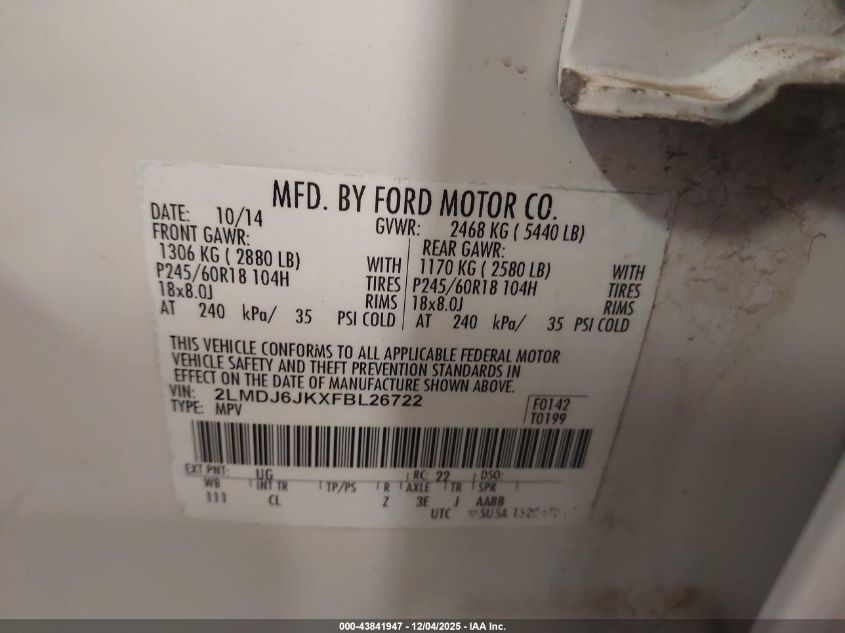 MFD. BY FORD MOTOR CO.
DATE: 10/14 GVWR: 2468 KG ( 5440 LB)
FRONT GAWR: REAR GAWR:
1306 KG ( 2880 LB) WITH 1170 KG ( 2580 LB) WITH
P245/60R18 104H TIRES P245/60R18 104H TIRES
18x8.0J RIMS 18x8.0J RIMS
AT 240 kPa/ 35 PSI COLD AT 240 kPa/ 35 PSI COLD
THIS VEHICLE CONFORMS TO ALL APPLICABLE FEDERAL MOTOR
VEHICLE SAFETY AND THEFT PREVENTION STANDARDS IN
EFFECT ON THE DATE OF MANUFACTURE SHOWN ABOVE.
VIN: 2LMDJ6JKXFBL26722 F0142
TYPE: MPV T0199
EXT PNT: UG RC: 22 DSO:
WB INT TR TP/PS R AXLE TR SPR
111 CL Z 3E J AABB
UTC
000-43841947 - 12/04/2025 - IAA Inc.